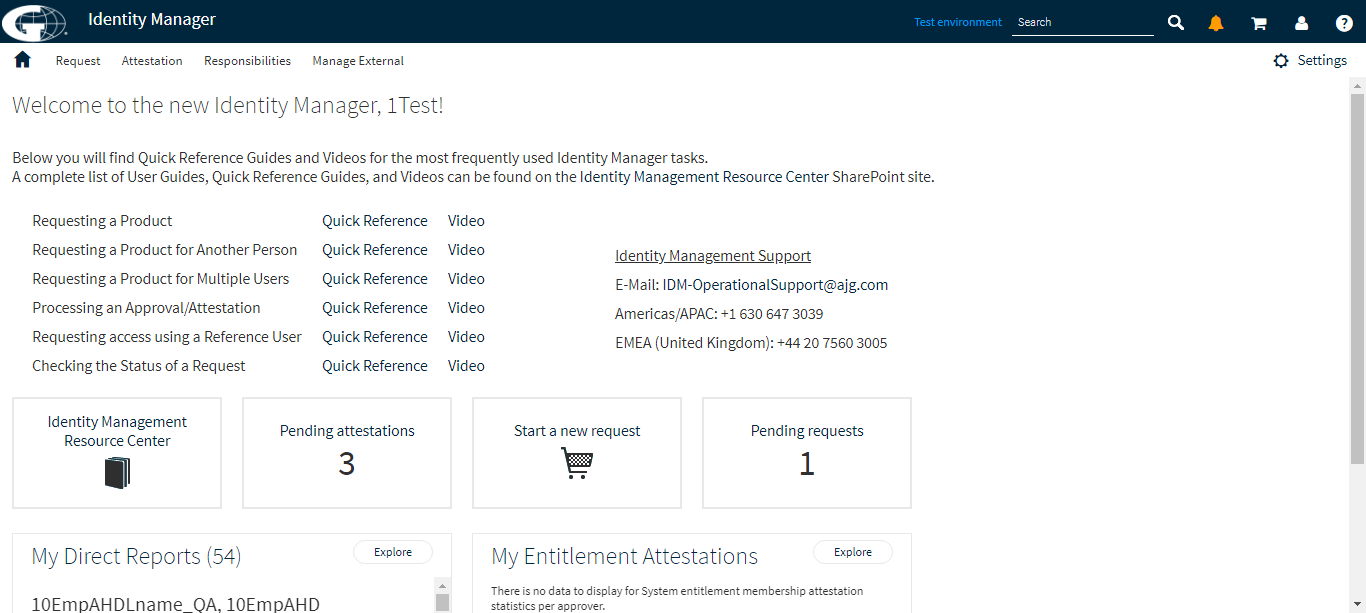 Identity Manager
Test environment
Search
Request Attestation Responsibilities Manage External
Settings
Welcome to the new Identity Manager, 1Test!
Below you will find Quick Reference Guides and Videos for the most frequently used Identity Manager tasks.
A complete list of User Guides, Quick Reference Guides, and Videos can be found on the Identity Management Resource Center SharePoint site.
Requesting a Product Quick Reference Video
Requesting a Product for Another Person Quick Reference Video
Requesting a Product for Multiple Users Quick Reference Video
Processing an Approval/Attestation Quick Reference Video
Requesting access using a Reference User Quick Reference Video
Checking the Status of a Request Quick Reference Video
Identity Management Support
E-Mail: IDM-OperationalSupport@ajg.com
Americas/APAC: +1 630 647 3039
EMEA (United Kingdom): +44 20 7560 3005
Identity Management
Resource Center
Pending attestations
3
Start a new request
Pending requests
1
My Direct Reports (54)
Explore
10EmpAHDLname_QA, 10EmpAHD
My Entitlement Attestations
Explore
There is no data to display for System entitlement membership attestation
statistics per approver.